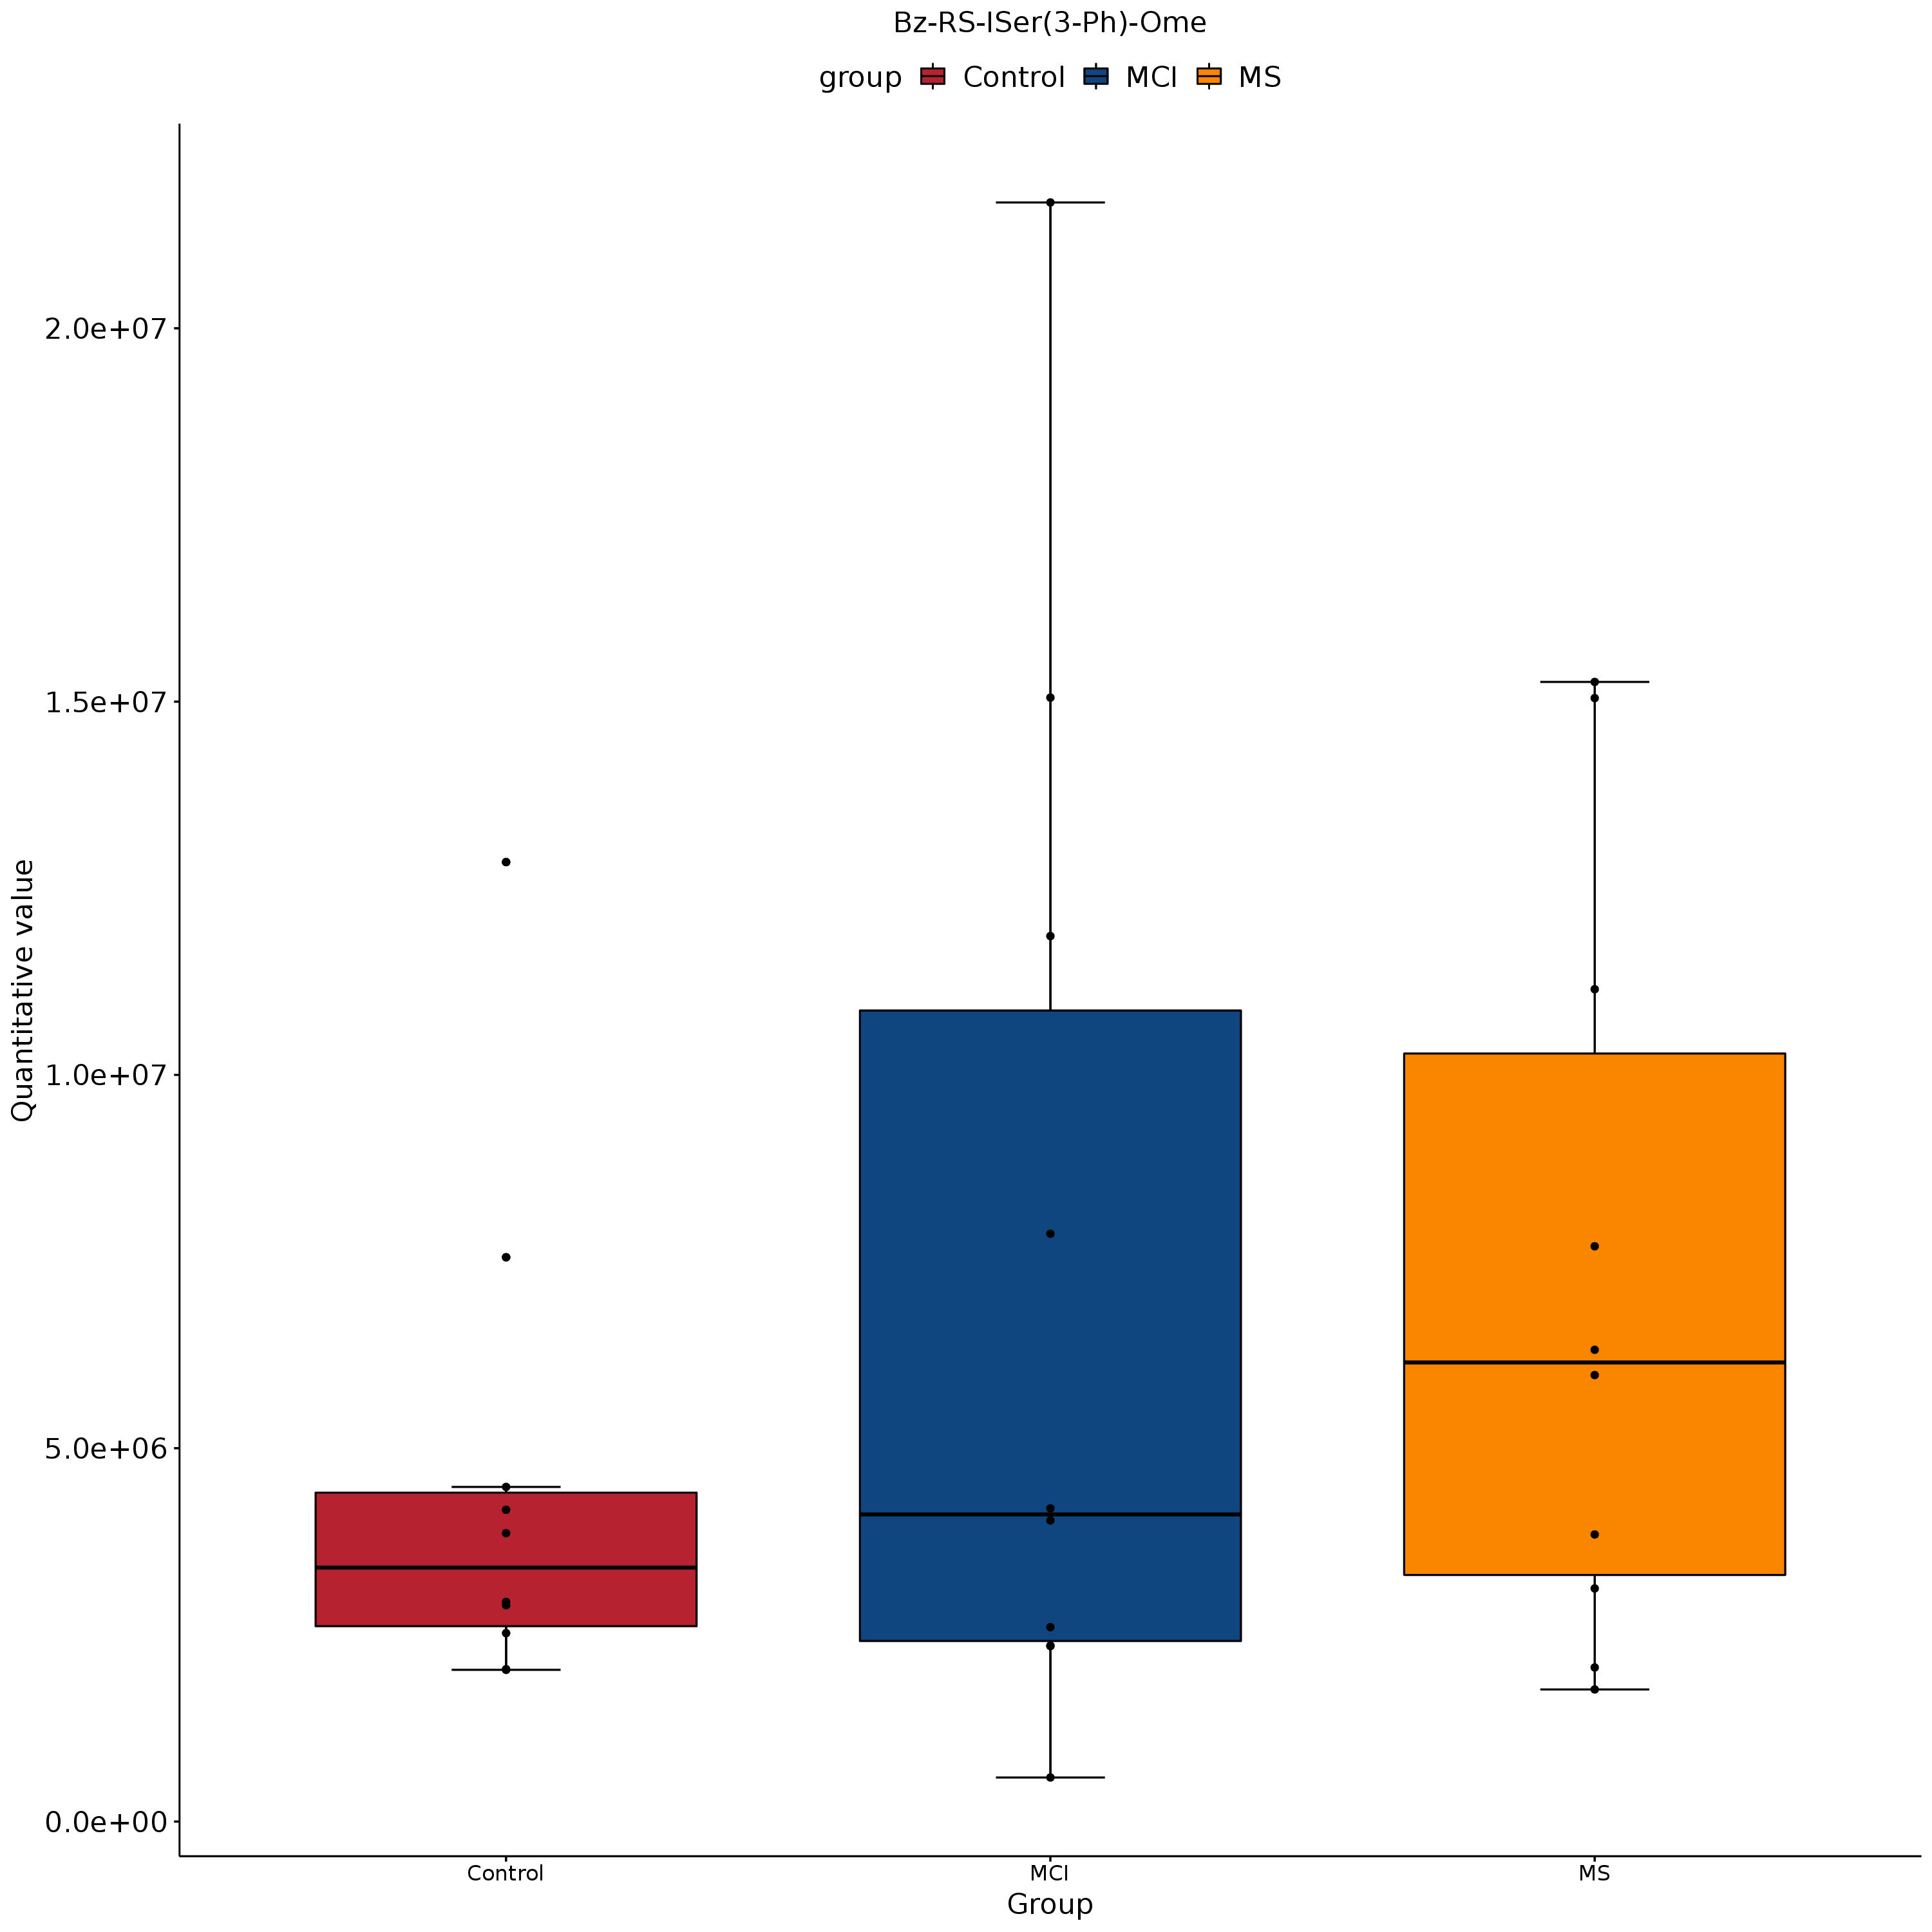 Bz-RS-ISer(3-Ph)-Ome
group Control MCI MS
Quantitative value
2.0e+07
1.5e+07
1.0e+07
5.0e+06
0.0e+00
Control MCI MS
Group